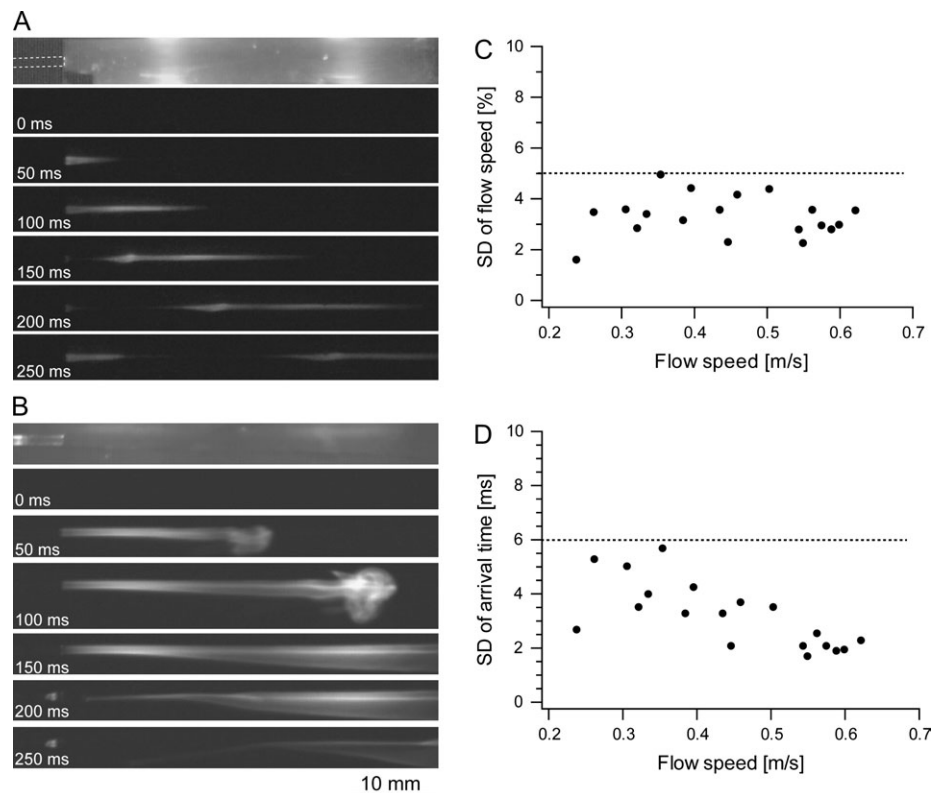 A
0 ms
50 ms
100 ms
150 ms
200 ms
250 ms
B
0 ms
50 ms
100 ms
150 ms
200 ms
250 ms
10 mm
C
SD of flow speed [%]
10
8
6
4
2
0
0.2 0.3 0.4 0.5 0.6 0.7
Flow speed [m/s]
D
SD of arrival time [ms]
10
8
6
4
2
0
0.2 0.3 0.4 0.5 0.6 0.7
Flow speed [m/s]